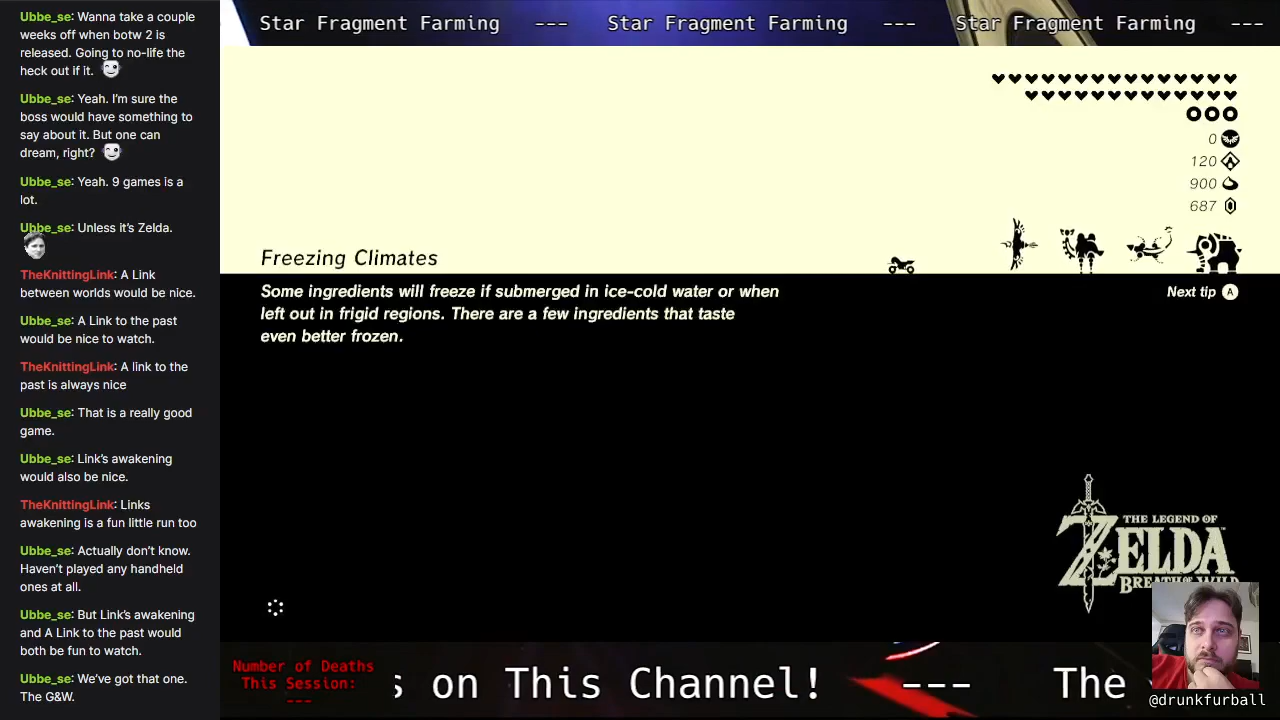 Ubbe_se: Wanna take a couple
weeks off when botw 2 is
released. Going to no-life the
heck out if it.
Ubbe_se: Yeah. I'm sure the
boss would have something to
say about it. But one can
dream, right?
Ubbe_se: Yeah. 9 games is a
lot.
Ubbe_se: Unless it's Zelda.
TheKnittingLink: A Link
between worlds would be nice.
Ubbe_se: A Link to the past
would be nice to watch.
TheKnittingLink: A link to the
past is always nice
Ubbe_se: That is a really good
game.
Ubbe_se: Link's awakening
would also be nice.
TheKnittingLink: Links
awakening is a fun little run too
Ubbe_se: Actually don't know.
Haven't played any handheld
ones at all.
Ubbe_se: But Link's awakening
and A Link to the past would
both be fun to watch.
Ubbe_se: We've got that one.
The G&W.
Star Fragment Farming --- Star Fragment Farming --- Star Fragment Farming ---
0
120
900
687
Freezing Climates
Some ingredients will freeze if submerged in ice-cold water or when
left out in frigid regions. There are a few ingredients that taste
even better frozen.
Next tip A
THE LEGEND OF
ZELDA
BREATH OF THE WILD
Number of Deaths
This Session:
---
s on This Channel! --- The
@drunkfurball